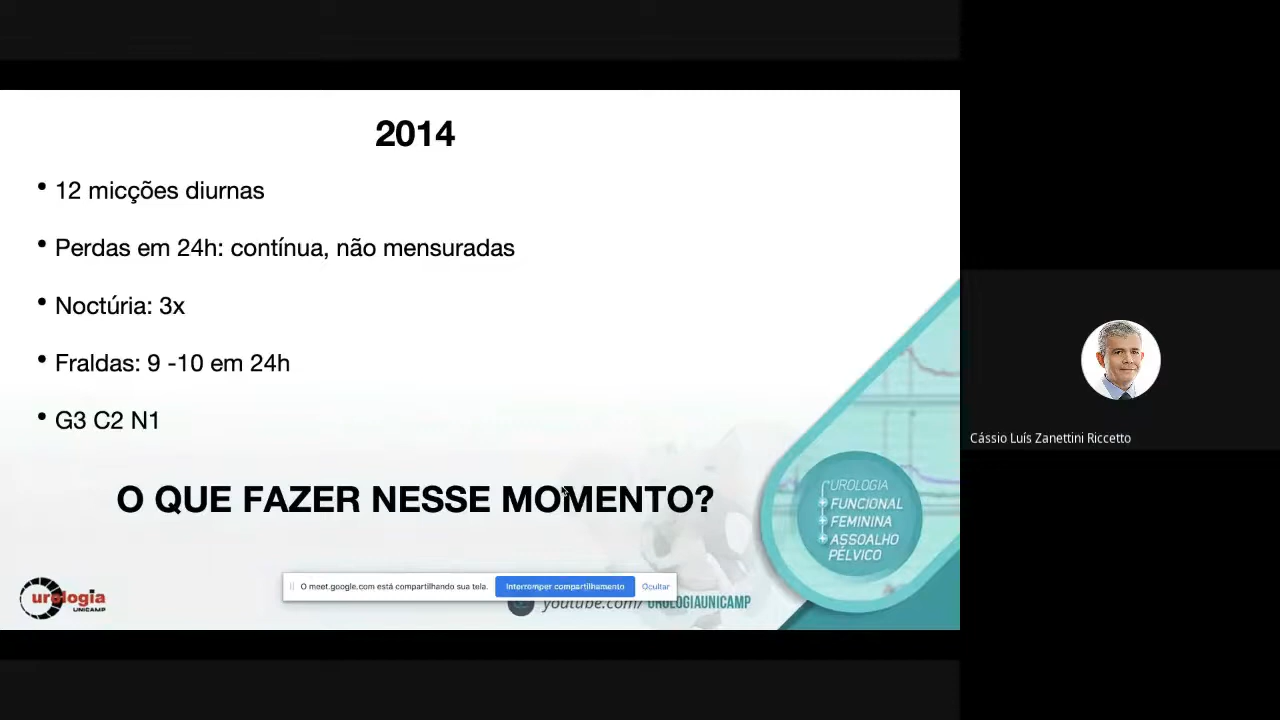 2014
• 12 micções diurnas
• Perdas em 24h: contínua, não mensuradas
• Noctúria: 3x
• Fraldas: 9 -10 em 24h
• G3 C2 N1
O QUE FAZER NESSE MOMENTO?
UROLOGIA
FUNCIONAL
FEMININA
ASSOALHO
PÉLVICO
O meet.google.com está compartilhando sua tela. Interromper compartilhamento Ocultar
urologia
UNICAMP
youtube.com/ UROLOGIAUNICAMP
Cássio Luís Zanettini Riccetto